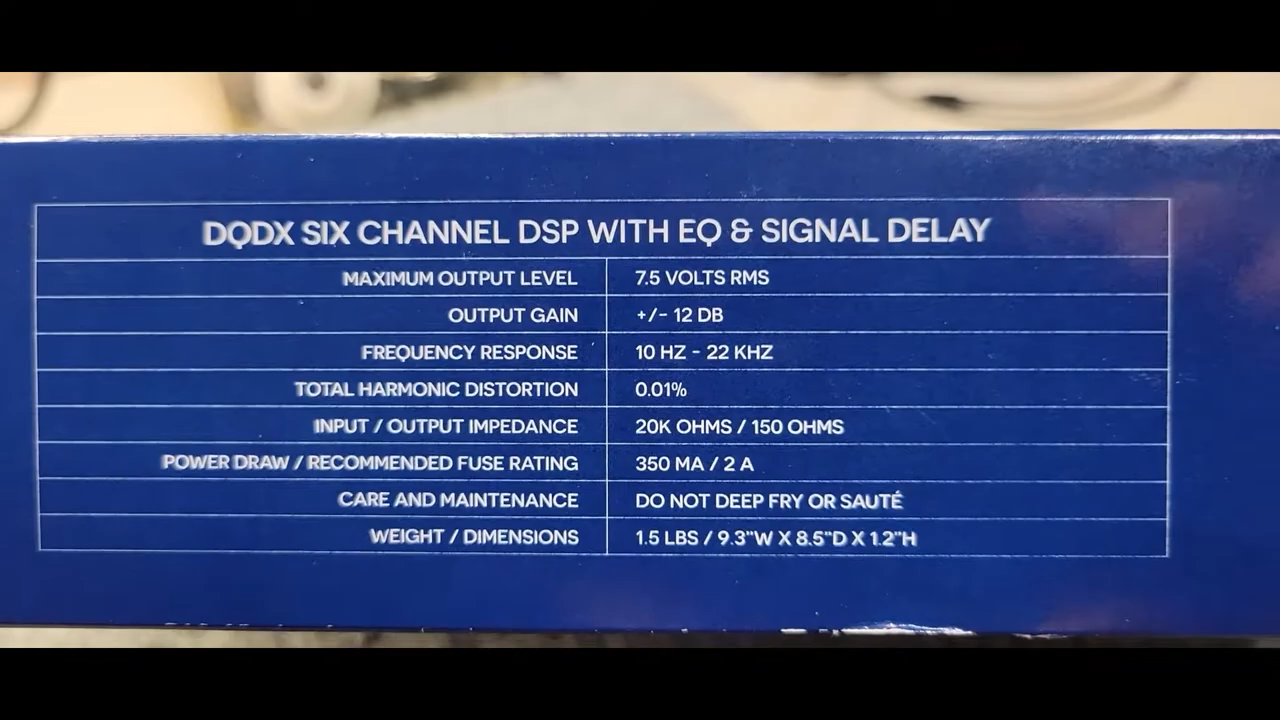 DQDX SIX CHANNEL DSP WITH EQ & SIGNAL DELAY
MAXIMUM OUTPUT LEVEL 7.5 VOLTS RMS
OUTPUT GAIN +/- 12 DB
FREQUENCY RESPONSE 10 HZ - 22 KHZ
TOTAL HARMONIC DISTORTION 0.01%
INPUT / OUTPUT IMPEDANCE 20K OHMS / 150 OHMS
POWER DRAW / RECOMMENDED FUSE RATING 350 MA / 2 A
CARE AND MAINTENANCE DO NOT DEEP FRY OR SAUTÉ
WEIGHT / DIMENSIONS 1.5 LBS / 9.3"W X 8.5"D X 1.2"H